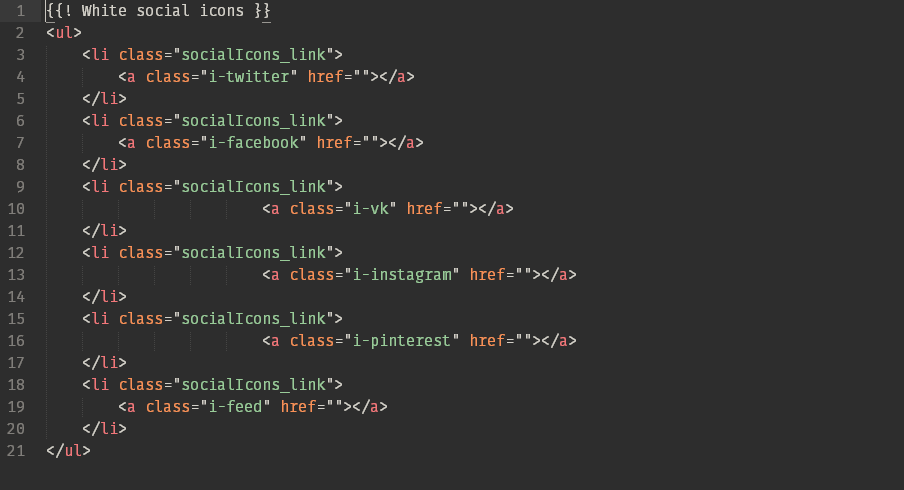 1 {{! White social icons }}
2 <ul>
3     <li class="socialIcons_link">
4         <a class="i-twitter" href=""></a>
5     </li>
6     <li class="socialIcons_link">
7         <a class="i-facebook" href=""></a>
8     </li>
9     <li class="socialIcons_link">
10                         <a class="i-vk" href=""></a>
11     </li>
12     <li class="socialIcons_link">
13                         <a class="i-instagram" href=""></a>
14     </li>
15     <li class="socialIcons_link">
16                         <a class="i-pinterest" href=""></a>
17     </li>
18     <li class="socialIcons_link">
19         <a class="i-feed" href=""></a>
20     </li>
21 </ul>